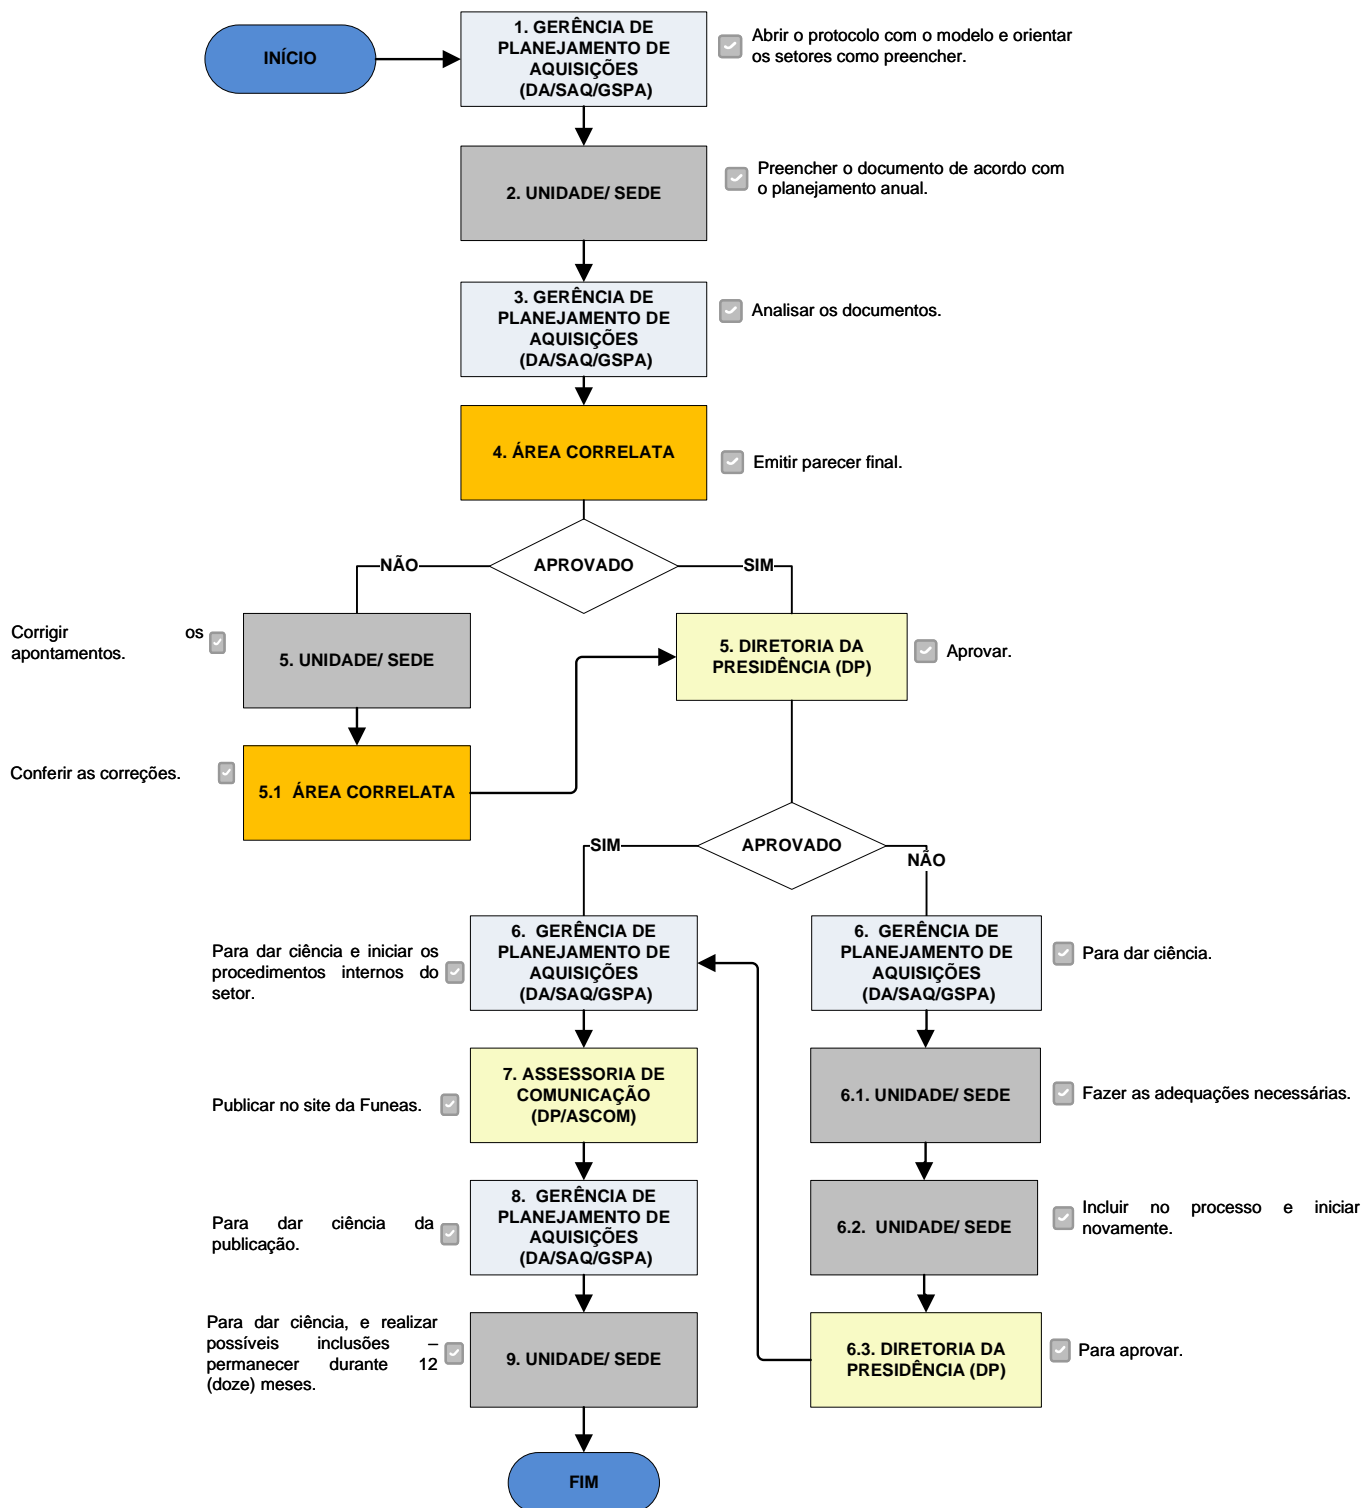 INÍCIO
1. GERÊNCIA DE
PLANEJAMENTO DE
AQUISIÇÕES
(DA/SAQ/GSPA)
Abrir o protocolo com o modelo e orientar
os setores como preencher.
2. UNIDADE/ SEDE
Preencher o documento de acordo com
o planejamento anual.
3. GERÊNCIA DE
PLANEJAMENTO DE
AQUISIÇÕES
(DA/SAQ/GSPA)
Analisar os documentos.
4. ÁREA CORRELATA
Emitir parecer final.
NÃO
APROVADO
SIM
Corrigir os
apontamentos.
5. UNIDADE/ SEDE
5. DIRETORIA DA
PRESIDÊNCIA (DP)
Aprovar.
Conferir as correções.
5.1 ÁREA CORRELATA
SIM
APROVADO
NÃO
Para dar ciência e iniciar os
procedimentos internos do
setor.
6. GERÊNCIA DE
PLANEJAMENTO DE
AQUISIÇÕES
(DA/SAQ/GSPA)
6. GERÊNCIA DE
PLANEJAMENTO DE
AQUISIÇÕES
(DA/SAQ/GSPA)
Para dar ciência.
Publicar no site da Funeas.
7. ASSESSORIA DE
COMUNICAÇÃO
(DP/ASCOM)
6.1. UNIDADE/ SEDE
Fazer as adequações necessárias.
Para dar ciência da
publicação.
8. GERÊNCIA DE
PLANEJAMENTO DE
AQUISIÇÕES
(DA/SAQ/GSPA)
6.2. UNIDADE/ SEDE
Incluir no processo e iniciar
novamente.
Para dar ciência, e realizar
possíveis inclusões –
permanecer durante 12
(doze) meses.
9. UNIDADE/ SEDE
6.3. DIRETORIA DA
PRESIDÊNCIA (DP)
Para aprovar.
FIM